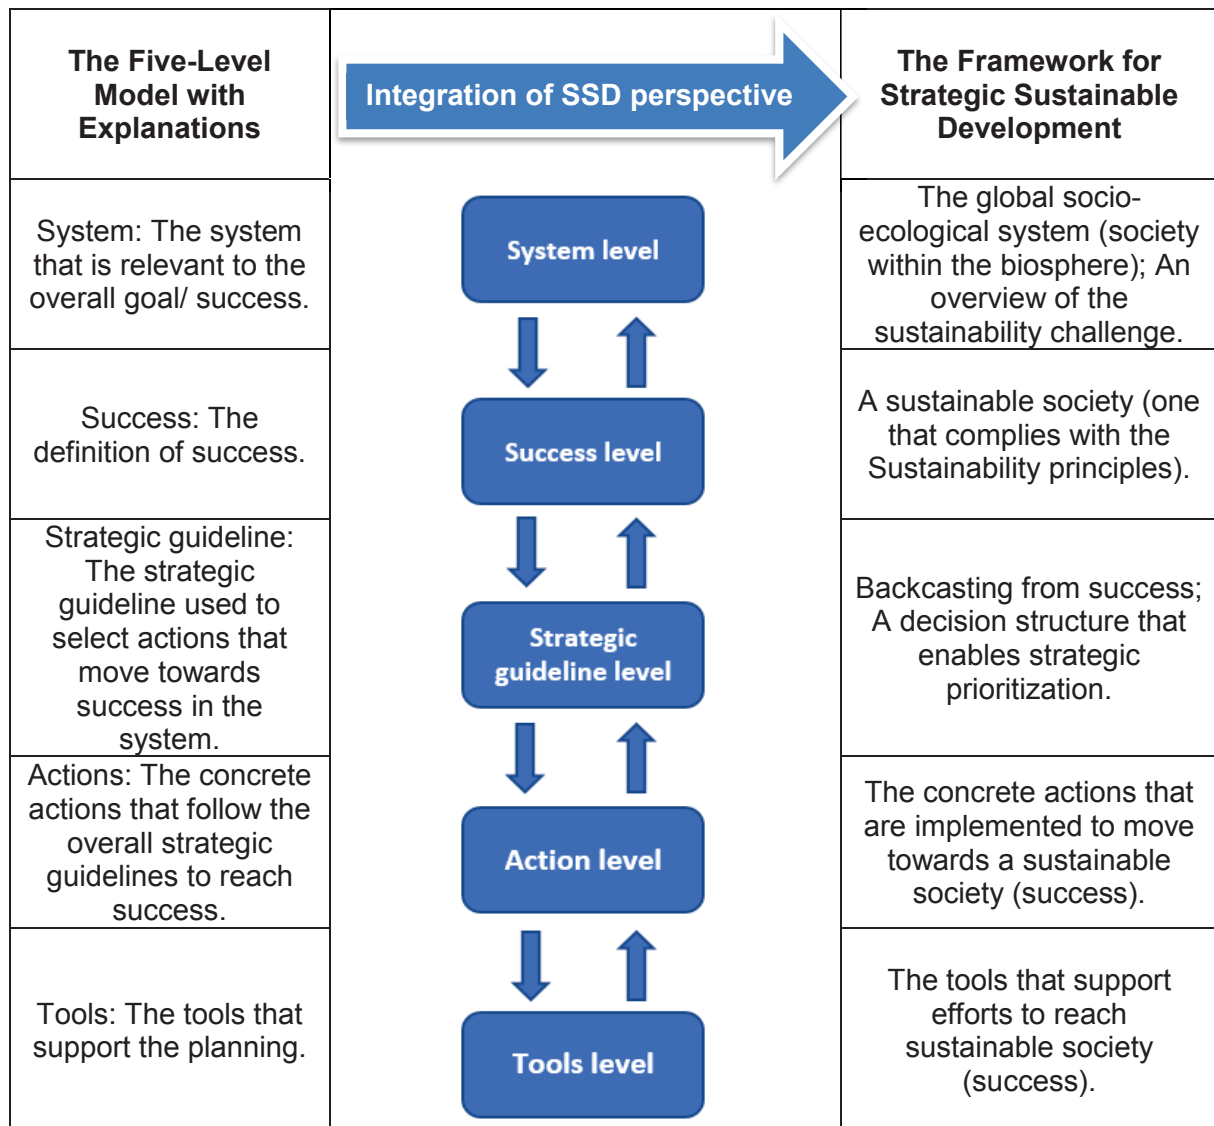 The Five-Level
Model with
Explanations
Integration of SSD perspective
The Framework for
Strategic Sustainable
Development
System: The system
that is relevant to the
overall goal/ success.
System level
The global socio-
ecological system (society
within the biosphere); An
overview of the
sustainability challenge.
Success: The
definition of success.
Success level
A sustainable society (one
that complies with the
Sustainability principles).
Strategic guideline:
The strategic
guideline used to
select actions that
move towards
success in the
system.
Strategic
guideline level
Backcasting from success;
A decision structure that
enables strategic
prioritization.
Actions: The concrete
actions that follow the
overall strategic
guidelines to reach
success.
Action level
The concrete actions that
are implemented to move
towards a sustainable
society (success).
Tools: The tools that
support the planning.
Tools level
The tools that support
efforts to reach
sustainable society
(success).